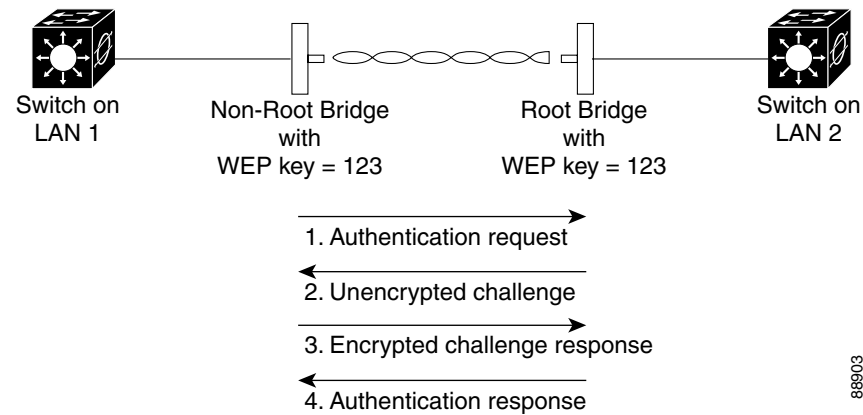 Switch on
LAN 1
Non-Root Bridge
with
WEP key = 123
Root Bridge
with
WEP key = 123
Switch on
LAN 2
1. Authentication request
2. Unencrypted challenge
3. Encrypted challenge response
4. Authentication response
88903